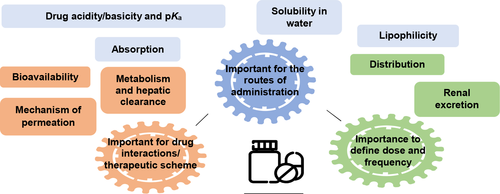 Drug acidity/basicity and pKa
Solubility in
water
Lipophilicity
Absorption
Distribution
Bioavailability
Metabolism
and hepatic
clearance
Important for
the routes of
administration
Renal
excretion
Mechanism of
permeation
Important for drug
interactions/
therapeutic scheme
Importance to
define dose and
frequency